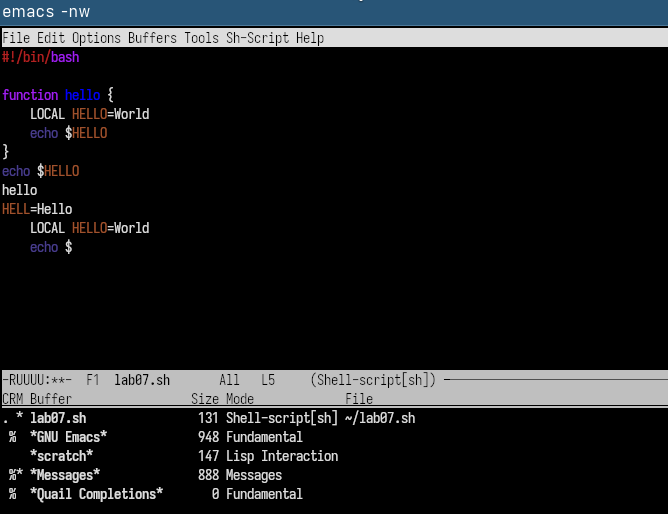 emacs -nw
File Edit Options Buffers Tools Sh-Script Help
#!/bin/bash
function hello {
    LOCAL HELLO=World
    echo $HELLO
}
echo $HELLO
hello
HELL=Hello
    LOCAL HELLO=World
    echo $
-RUUUU:**-  F1  lab07.sh       All   L5     (Shell-script[sh])
CRM Buffer                 Size Mode             File
. * lab07.sh                131 Shell-script[sh] ~/lab07.sh
 %  *GNU Emacs*             948 Fundamental
    *scratch*               147 Lisp Interaction
 %* *Messages*              888 Messages
 %  *Quail Completions*       0 Fundamental